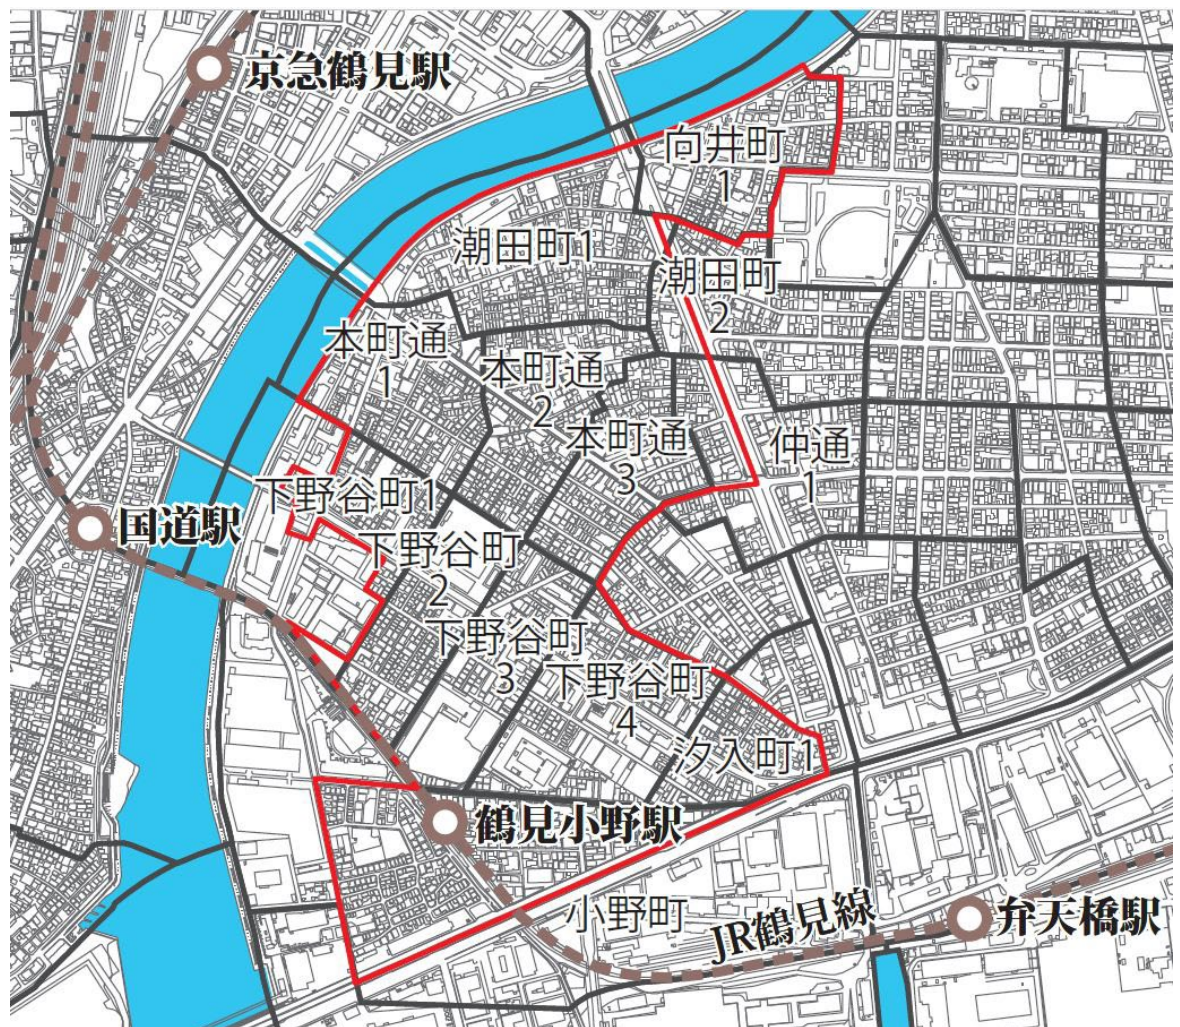 京急鶴見駅
向井町
1
潮田町1
潮田町
2
本町通
1
本町通
2
本町通
3
仲通
1
下野谷町1
国道駅
下野谷町
2
下野谷町
3
下野谷町
4
汐入町1
鶴見小野駅
小野町
JR鶴見線
弁天橋駅